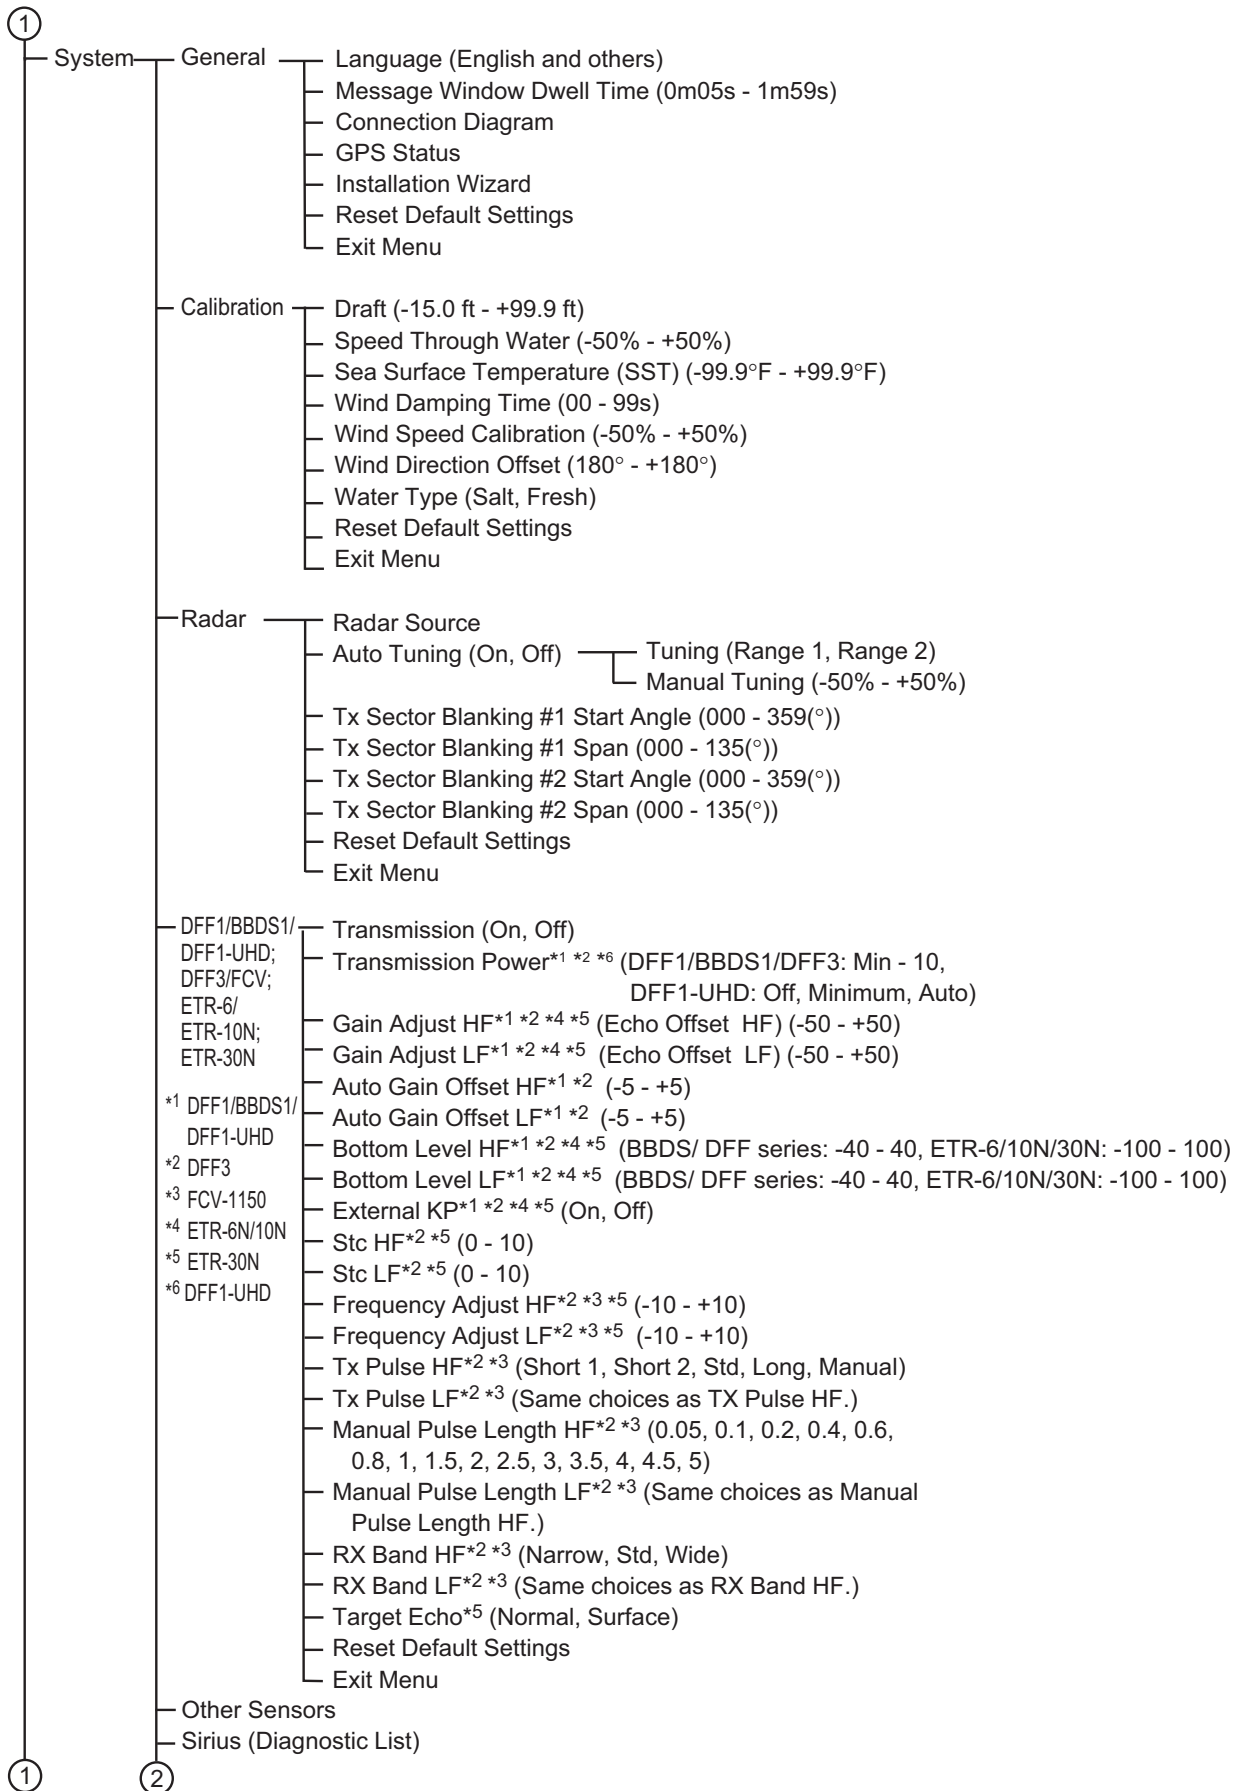 1
System
General
Language (English and others)
Message Window Dwell Time (0m05s - 1m59s)
Connection Diagram
GPS Status
Installation Wizard
Reset Default Settings
Exit Menu
Calibration
Draft (-15.0 ft - +99.9 ft)
Speed Through Water (-50% - +50%)
Sea Surface Temperature (SST) (-99.9°F - +99.9°F)
Wind Damping Time (00 - 99s)
Wind Speed Calibration (-50% - +50%)
Wind Direction Offset (180° - +180°)
Water Type (Salt, Fresh)
Reset Default Settings
Exit Menu
Radar
Radar Source
Auto Tuning (On, Off)
Tuning (Range 1, Range 2)
Manual Tuning (-50% - +50%)
Tx Sector Blanking #1 Start Angle (000 - 359(°))
Tx Sector Blanking #1 Span (000 - 135(°))
Tx Sector Blanking #2 Start Angle (000 - 359(°))
Tx Sector Blanking #2 Span (000 - 135(°))
Reset Default Settings
Exit Menu
DFF1/BBDS1/
DFF1-UHD;
DFF3/FCV;
ETR-6/
ETR-10N;
ETR-30N
*1 DFF1/BBDS1/
DFF1-UHD
*2 DFF3
*3 FCV-1150
*4 ETR-6N/10N
*5 ETR-30N
*6 DFF1-UHD
Transmission (On, Off)
Transmission Power*1 *2 *6 (DFF1/BBDS1/DFF3: Min - 10,
DFF1-UHD: Off, Minimum, Auto)
Gain Adjust HF*1 *2 *4 *5 (Echo Offset HF) (-50 - +50)
Gain Adjust LF*1 *2 *4 *5 (Echo Offset LF) (-50 - +50)
Auto Gain Offset HF*1 *2 (-5 - +5)
Auto Gain Offset LF*1 *2 (-5 - +5)
Bottom Level HF*1 *2 *4 *5 (BBDS/ DFF series: -40 - 40, ETR-6/10N/30N: -100 - 100)
Bottom Level LF*1 *2 *4 *5 (BBDS/ DFF series: -40 - 40, ETR-6/10N/30N: -100 - 100)
External KP*1 *2 *4 *5 (On, Off)
Stc HF*2 *5 (0 - 10)
Stc LF*2 *5 (0 - 10)
Frequency Adjust HF*2 *3 *5 (-10 - +10)
Frequency Adjust LF*2 *3 *5 (-10 - +10)
Tx Pulse HF*2 *3 (Short 1, Short 2, Std, Long, Manual)
Tx Pulse LF*2 *3 (Same choices as TX Pulse HF.)
Manual Pulse Length HF*2 *3 (0.05, 0.1, 0.2, 0.4, 0.6,
0.8, 1, 1.5, 2, 2.5, 3, 3.5, 4, 4.5, 5)
Manual Pulse Length LF*2 *3 (Same choices as Manual
Pulse Length HF.)
RX Band HF*2 *3 (Narrow, Std, Wide)
RX Band LF*2 *3 (Same choices as RX Band HF.)
Target Echo*5 (Normal, Surface)
Reset Default Settings
Exit Menu
Other Sensors
Sirius (Diagnostic List)
1
2